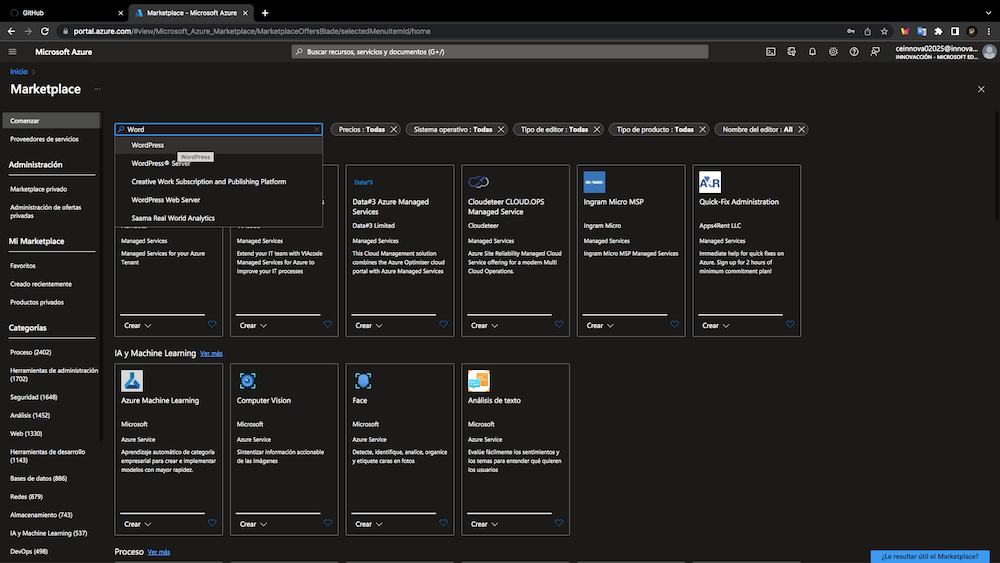 GitHub
Marketplace - Microsoft Azure
portal.azure.com/#view/Microsoft_Azure_Marketplace/MarketplaceOffersBlade/selectedMenuItemId/home
Microsoft Azure
Buscar recursos, servicios y documentos (G+/)
ceinnova02025@innova...
INNOVACCIÓN - MICROSOFT ED...
Inicio
Marketplace
Comenzar
Proveedores de servicios
Administración
Marketplace privado
Administración de ofertas
privadas
Mi Marketplace
Favoritos
Creado recientemente
Productos privados
Categorías
Proceso (2402)
Herramientas de administración
(1702)
Seguridad (1648)
Análisis (1452)
Web (1330)
Herramientas de desarrollo
(1143)
Bases de datos (886)
Redes (879)
Almacenamiento (743)
IA y Machine Learning (537)
DevOps (498)
Word
Precios : Todas
Sistema operativo : Todas
Tipo de editor : Todas
Tipo de producto : Todas
Nombre del editor : All
WordPress
WordPress
WordPress® Server
Creative Work Subscription and Publishing Platform
WordPress Web Server
Saama Real World Analytics
Managed Services
Managed Services for your Azure
Tenant
Crear
Managed Services
Extend your IT team with VIAcode
Managed Services for Azure to
improve your IT processes
Crear
Data#3
Data#3 Azure Managed
Services
Data#3 Limited
Managed Services
This Cloud Management solution
combines the Azure Optimiser cloud
portal with Azure Managed Services
Crear
Cloudeteer CLOUD.OPS
Managed Service
Cloudeteer
Managed Services
Azure Site Reliability Managed Cloud
Service offering for a modern Multi
Cloud Operations.
Crear
Ingram Micro MSP
Ingram Micro
Managed Services
Ingram Micro MSP Managed Services
Crear
Quick-Fix Administration
Apps4Rent LLC
Managed Services
Immediate help for quick fixes on
Azure. Sign up for 2 hours of
minimum commitment plan!
Crear
IA y Machine Learning Ver más
Azure Machine Learning
Microsoft
Azure Service
Aprendizaje automático de categoría
empresarial para crear e implementar
modelos con mayor rapidez.
Crear
Computer Vision
Microsoft
Azure Service
Sintentizar información accionable
de las imágenes
Crear
Face
Microsoft
Azure Service
Detecte, identifique, analice, organice
y etiquete caras en fotos
Crear
Análisis de texto
Microsoft
Azure Service
Evalúe fácilmente los sentimientos y
los temas para entender qué quieren
los usuarios
Crear
Proceso Ver más
¿Le resultar útil el Marketplace?